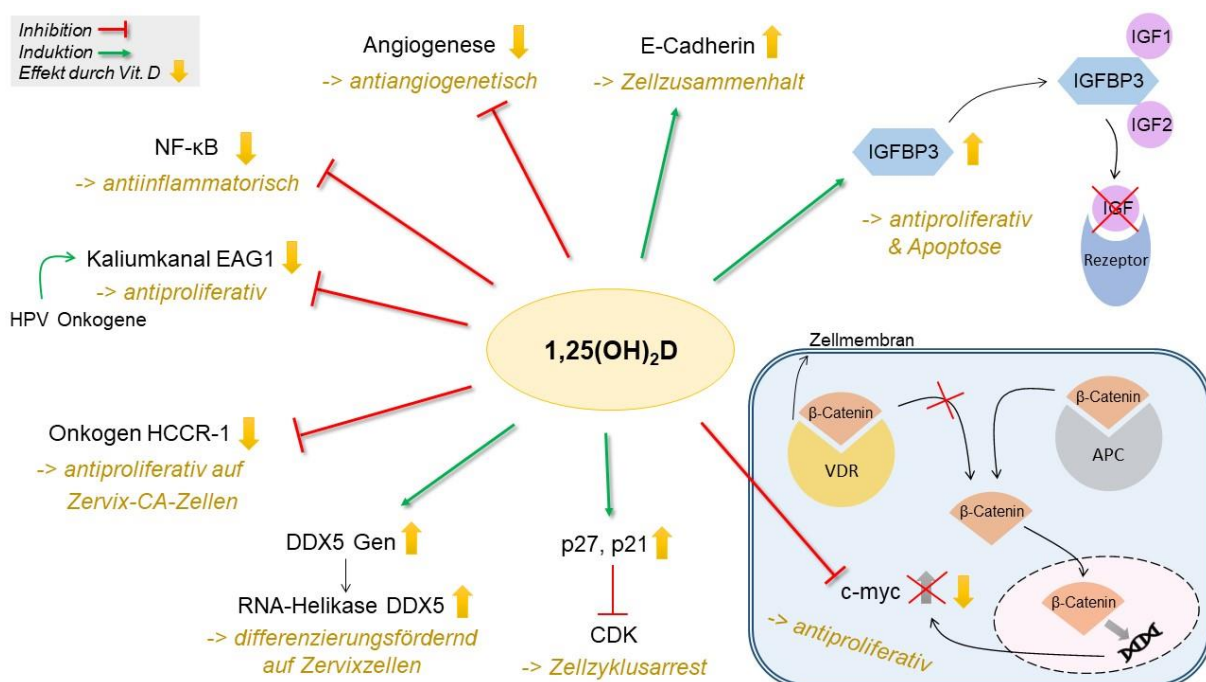 Inhibition
Induktion
Effekt durch Vit. D
Angiogenese
-> antiangiogenetisch
E-Cadherin
-> Zellzusammenhalt
IGF1
IGFBP3
IGF2
IGFBP3
-> antiproliferativ
& Apoptose
IGF
Rezeptor
NF-κB
-> antiinflammatorisch
Kaliumkanal EAG1
-> antiproliferativ
HPV Onkogene
1,25(OH)₂D
Onkogen HCCR-1
-> antiproliferativ auf
Zervix-CA-Zellen
DDX5 Gen
RNA-Helikase DDX5
-> differenzierungsfördernd
auf Zervixzellen
p27, p21
CDK
-> Zellzyklusarrest
Zellmembran
β-Catenin
VDR
β-Catenin
APC
β-Catenin
β-Catenin
c-myc
-> antiproliferativ